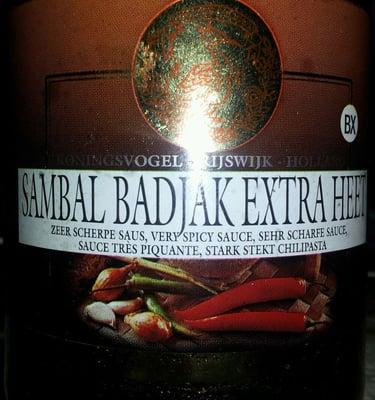 BX
KONINGSVOGEL - RIJSWIJK - HOLLAND
SAMBAL BADJAK EXTRA HEET
ZEER SCHERPE SAUS, VERY SPICY SAUCE, SEHR SCHARFE SAUCE,
SAUCE TRÈS PIQUANTE, STARK STEKT CHILIPASTA